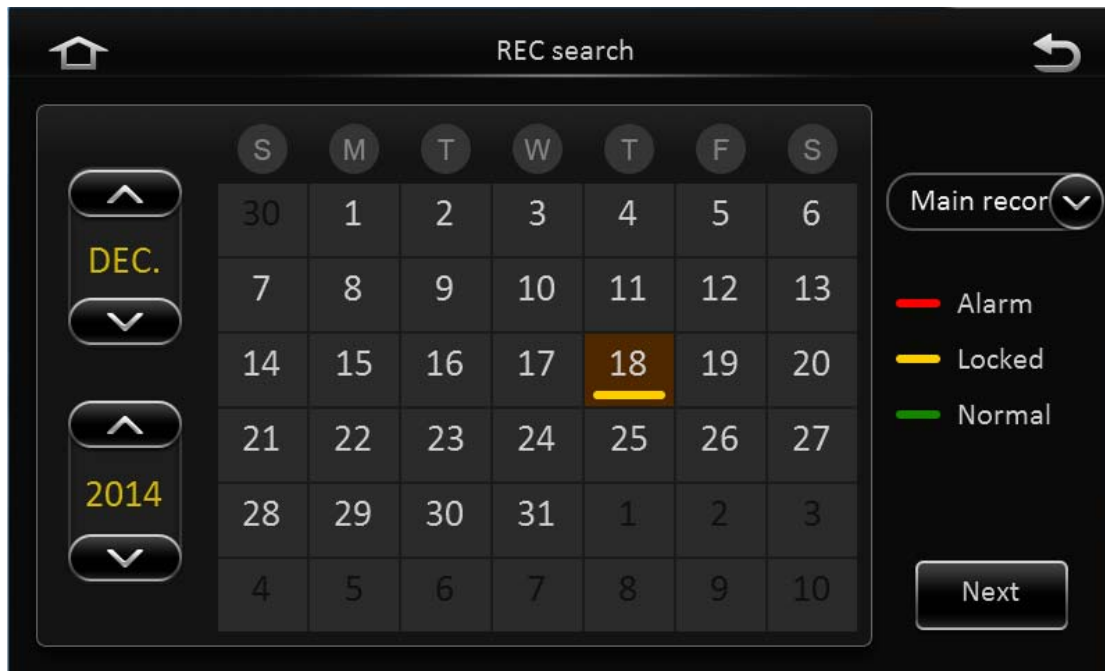 REC search
S M T W T F S
30 1 2 3 4 5 6
7 8 9 10 11 12 13
14 15 16 17 18 19 20
21 22 23 24 25 26 27
28 29 30 31 1 2 3
4 5 6 7 8 9 10
DEC.
2014
Main recor
Alarm
Locked
Normal
Next